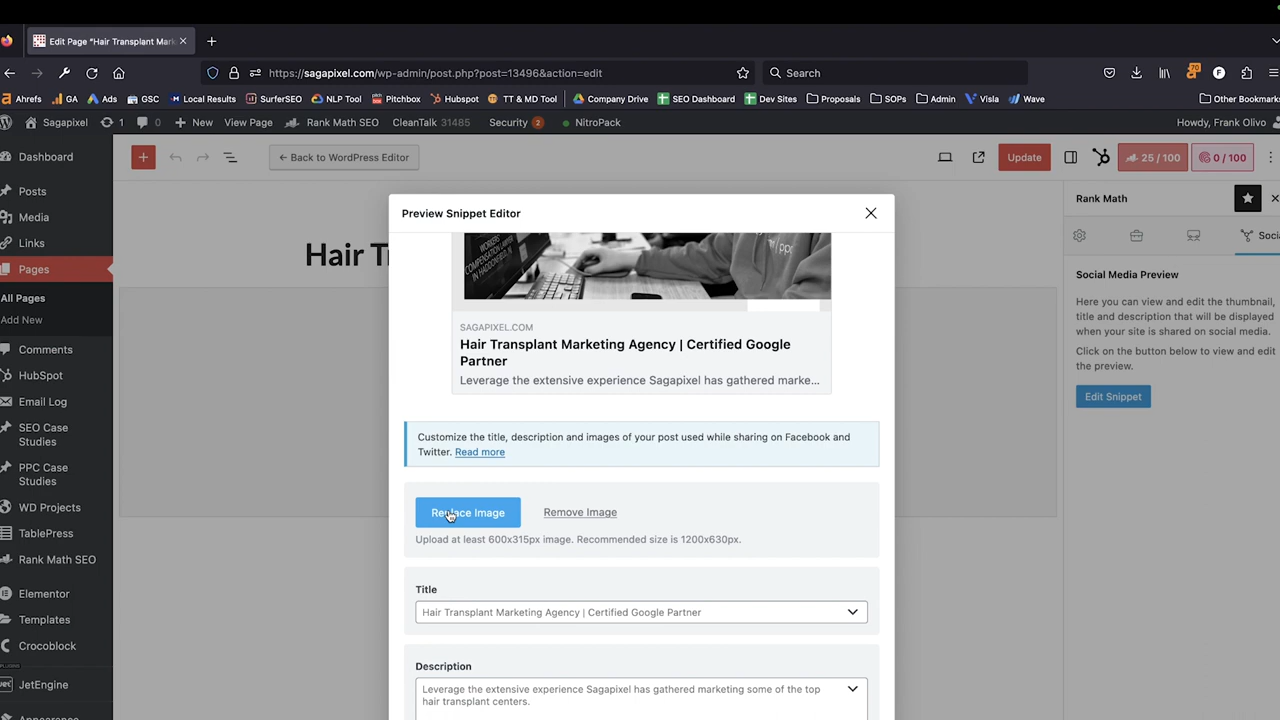 Edit Page "Hair Transplant Mark
https://sagapixel.com/wp-admin/post.php?post=13496&action=edit
Search
70
Ahrefs GA Ads GSC Local Results SurferSEO NLP Tool Pitchbox Hubspot TT & MD Tool Company Drive SEO Dashboard Dev Sites Proposals SOPs Admin Visla Wave Other Bookmarks
Sagapixel 1 0 New View Page Rank Math SEO CleanTalk 31485 Security 2 NitroPack Howdy, Frank Olivo
Dashboard
Posts
Media
Links
Pages
All Pages
Add New
Comments
HubSpot
Email Log
SEO Case
Studies
PPC Case
Studies
WD Projects
TablePress
Rank Math SEO
Elementor
Templates
Crocoblock
JetEngine
Appearance
← Back to WordPress Editor
Update
25 / 100
0 / 100
Hair T
Preview Snippet Editor
WORKERS
COMPENSATION LAWYER
IN HADDONFIELD
SAGAPIXEL.COM
Hair Transplant Marketing Agency | Certified Google
Partner
Leverage the extensive experience Sagapixel has gathered marke...
Customize the title, description and images of your post used while sharing on Facebook and
Twitter. Read more
Replace Image Remove Image
Upload at least 600x315px image. Recommended size is 1200x630px.
Title
Hair Transplant Marketing Agency | Certified Google Partner
Description
Leverage the extensive experience Sagapixel has gathered marketing some of the top
hair transplant centers.
Rank Math
Socia
Social Media Preview
Here you can view and edit the thumbnail,
title and description that will be displayed
when your site is shared on social media.
Click on the button below to view and edit
the preview.
Edit Snippet